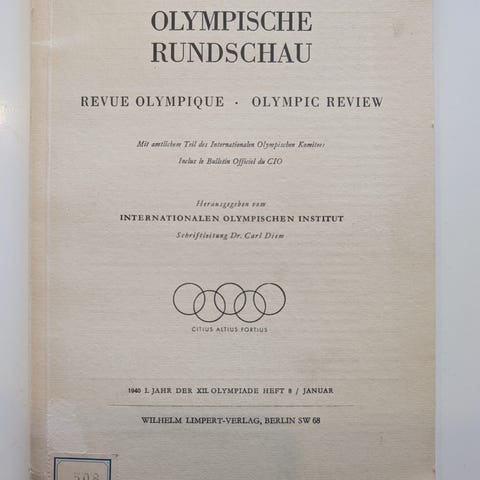 OLYMPISCHE
RUNDSCHAU
REVUE OLYMPIQUE · OLYMPIC REVIEW
Mit amtlichem Teil des Internationalen Olympischen Komitees
Inclus le Bulletin Officiel du CIO
Herausgegeben vom
INTERNATIONALEN OLYMPISCHEN INSTITUT
Schriftleitung Dr. Carl Diem
CITIUS ALTIUS FORTIUS
1940 I. JAHR DER XII. OLYMPIADE HEFT 8 / JANUAR
WILHELM LIMPERT-VERLAG, BERLIN SW 68